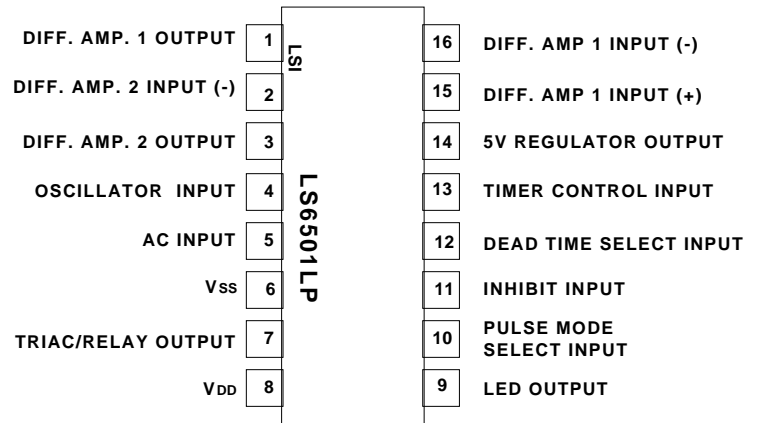 DIFF. AMP. 1 OUTPUT 1
DIFF. AMP. 2 INPUT (-) 2
DIFF. AMP. 2 OUTPUT 3
OSCILLATOR INPUT 4
AC INPUT 5
VSS 6
TRIAC/RELAY OUTPUT 7
VDD 8
LSI
LS6501LP
16 DIFF. AMP 1 INPUT (-)
15 DIFF. AMP 1 INPUT (+)
14 5V REGULATOR OUTPUT
13 TIMER CONTROL INPUT
12 DEAD TIME SELECT INPUT
11 INHIBIT INPUT
10 PULSE MODE
SELECT INPUT
9 LED OUTPUT